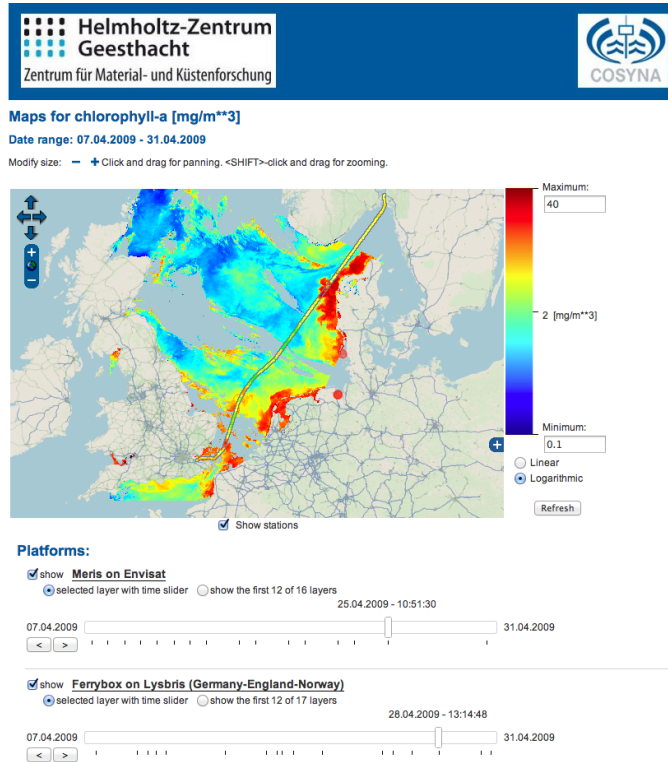 Helmholtz-Zentrum
Geesthacht
Zentrum für Material- und Küstenforschung
COSYNA
Maps for chlorophyll-a [mg/m**3]
Date range: 07.04.2009 - 31.04.2009
Modify size: − + Click and drag for panning. <SHIFT>-click and drag for zooming.
Maximum:
40
2 [mg/m**3]
Minimum:
0.1
Linear
Logarithmic
Refresh
Show stations
Platforms:
show Meris on Envisat
selected layer with time slider show the first 12 of 16 layers
25.04.2009 - 10:51:30
07.04.2009 31.04.2009
< >
show Ferrybox on Lysbris (Germany-England-Norway)
selected layer with time slider show the first 12 of 17 layers
28.04.2009 - 13:14:48
07.04.2009 31.04.2009
< >